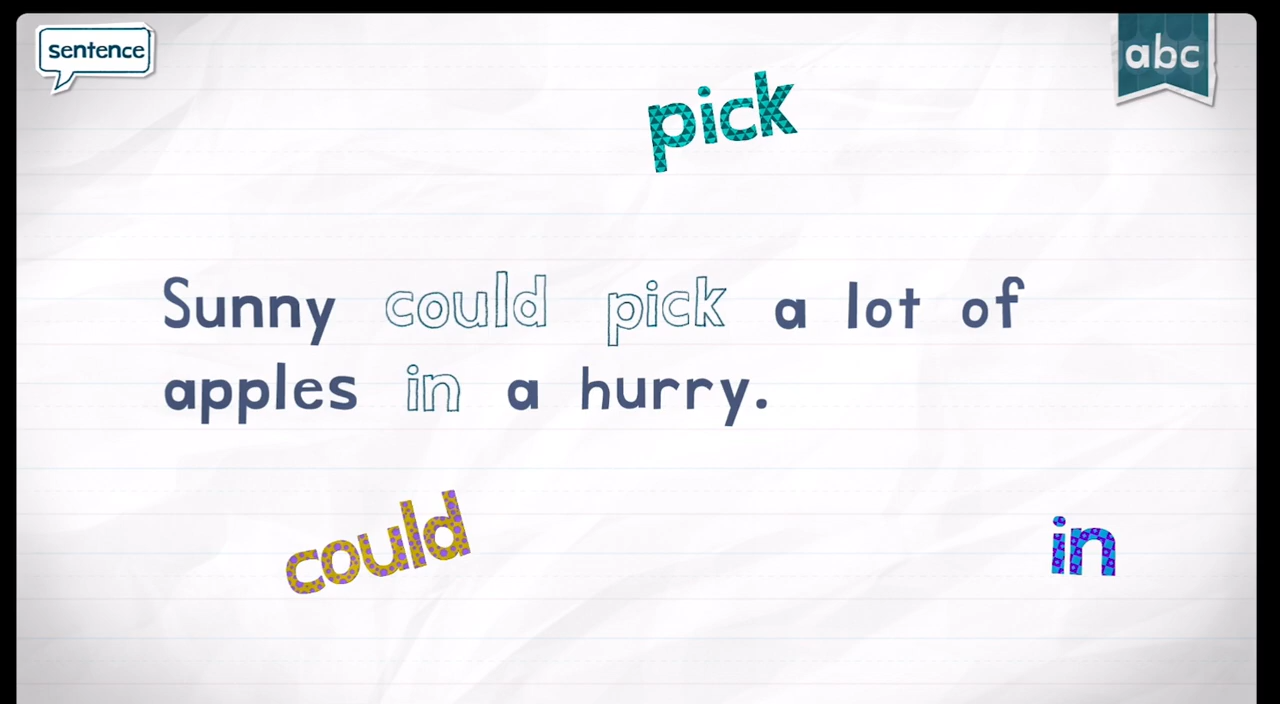 sentence
abc
pick
Sunny could pick a lot of
apples in a hurry.
could
in